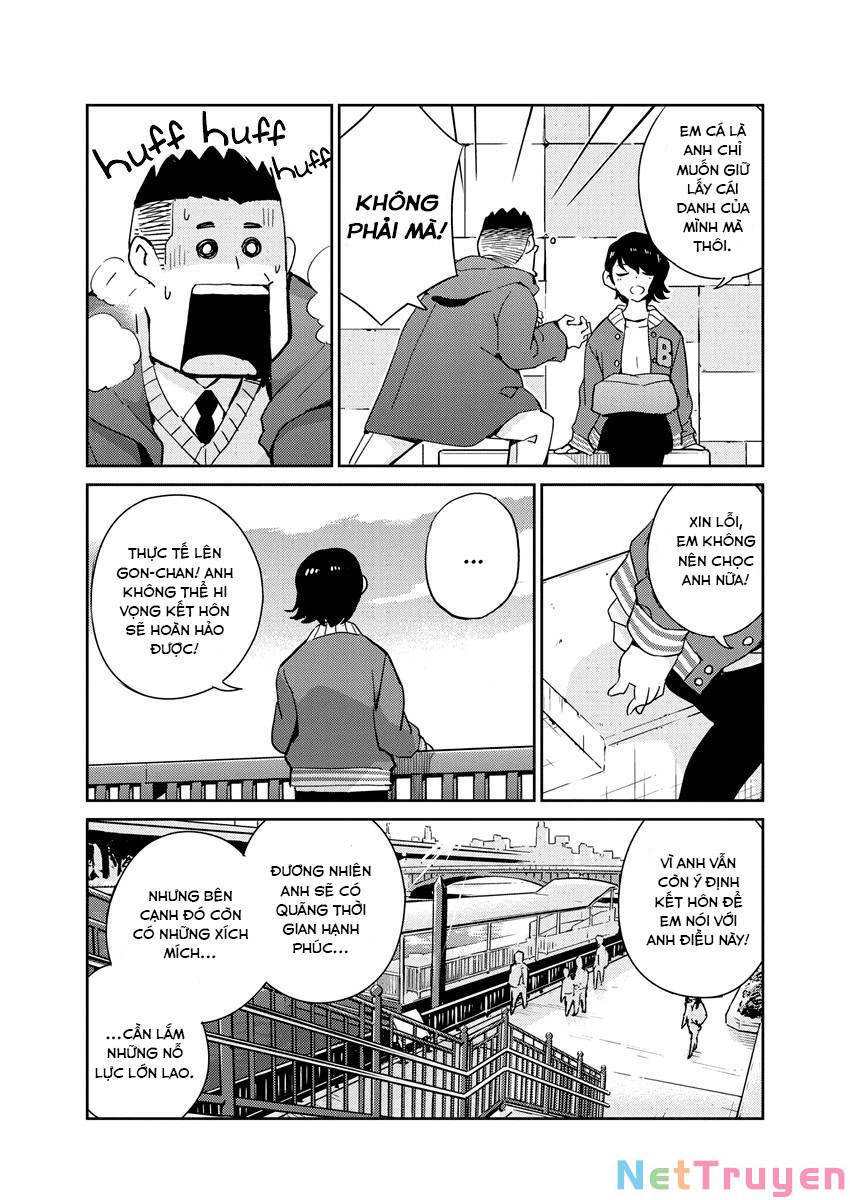 EM CÁ LÀ
ANH CHỈ
MUỐN GIỮ
LẤY CÁI
DANH CỦA
MÌNH MÀ
THÔI.
KHÔNG
PHẢI MÀ!
huff huff
huff
XIN LỖI,
EM KHÔNG
NÊN CHỌC
ANH NỮA!
...
THỰC TẾ LÊN
GON-CHAN! ANH
KHÔNG THỂ HI
VỌNG KẾT HÔN
SẼ HOÀN HẢO
ĐƯỢC!
VÌ ANH VẪN
CÒN Ý ĐỊNH
KẾT HÔN ĐỂ
EM NÓI VỚI
ANH ĐIỀU NÀY!
ĐƯƠNG NHIÊN
ANH SẼ CÓ
QUÃNG THỜI
GIAN HẠNH
PHÚC...
NHƯNG BÊN
CẠNH ĐÓ CÒN
CÓ NHỮNG XÍCH
MÍCH...
...CẦN LẮM
NHỮNG NỖ
LỰC LỚN LAO.
B
NetTruyen